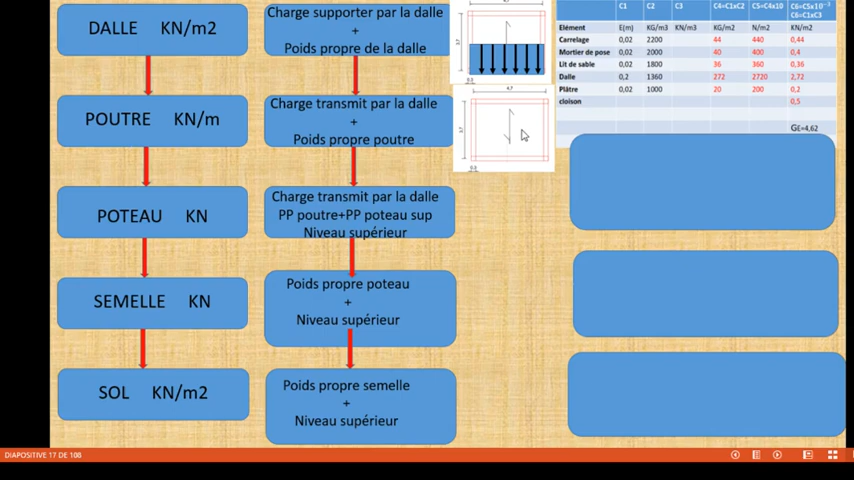 DALLE KN/m2
POUTRE KN/m
POTEAU KN
SEMELLE KN
SOL KN/m2
Charge supporter par la dalle
+
Poids propre de la dalle
Charge transmit par la dalle
+
Poids propre poutre
Charge transmit par la dalle
PP poutre+PP poteau sup
Niveau supérieur
Poids propre poteau
+
Niveau supérieur
Poids propre semelle
+
Niveau supérieur
3,7
0.3
4,7
3,7
0.3
C1 C2 C3 C4=C1xC2 C5=C4x10 C6=C5x10⁻³
C6=C1xC3
Elément E(m) KG/m3 KN/m3 KG/m2 N/m2 KN/m2
Carrelage 0,02 2200 44 440 0,44
Mortier de pose 0,02 2000 40 400 0,4
Lit de sable 0,02 1800 36 360 0,36
Dalle 0,2 1360 272 2720 2,72
Plâtre 0,02 1000 20 200 0,2
cloison 0,5
GE=4,62
DIAPOSITIVE 17 DE 108